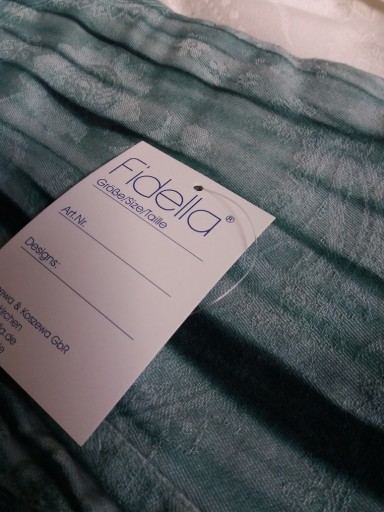 Fidella®
Größe/Size/Taille
Art.Nr.
Designs:
& Koszewa GbR